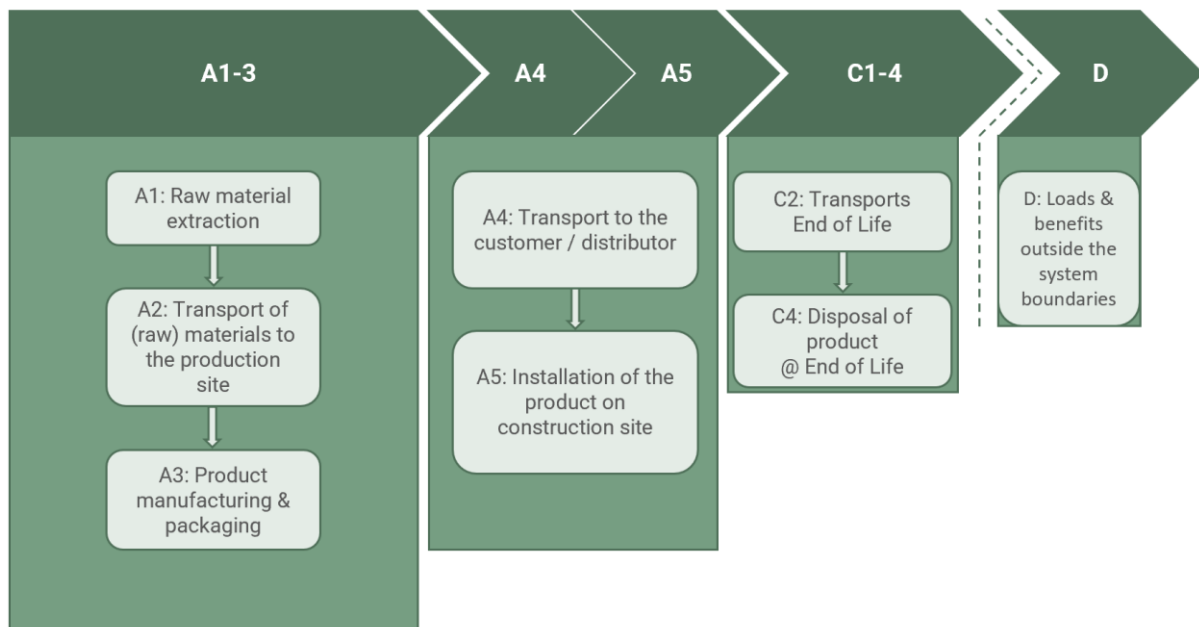 A1-3
A4
A5
C1-4
D
A1: Raw material
extraction
A2: Transport of
(raw) materials to
the production
site
A3: Product
manufacturing &
packaging
A4: Transport to the
customer / distributor
A5: Installation of the
product on
construction site
C2: Transports
End of Life
C4: Disposal of
product
@ End of Life
D: Loads &
benefits
outside the
system
boundaries